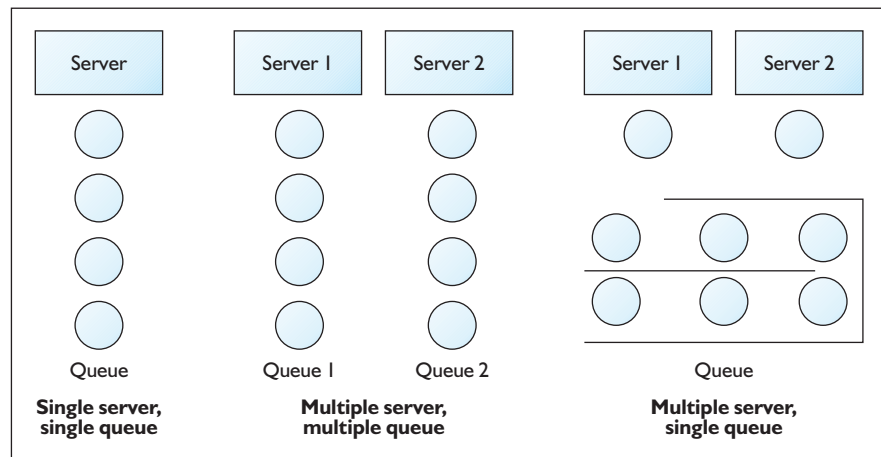 Server
Server 1
Server 2
Server 1
Server 2
Queue
Queue 1
Queue 2
Queue
Single server,
single queue
Multiple server,
multiple queue
Multiple server,
single queue